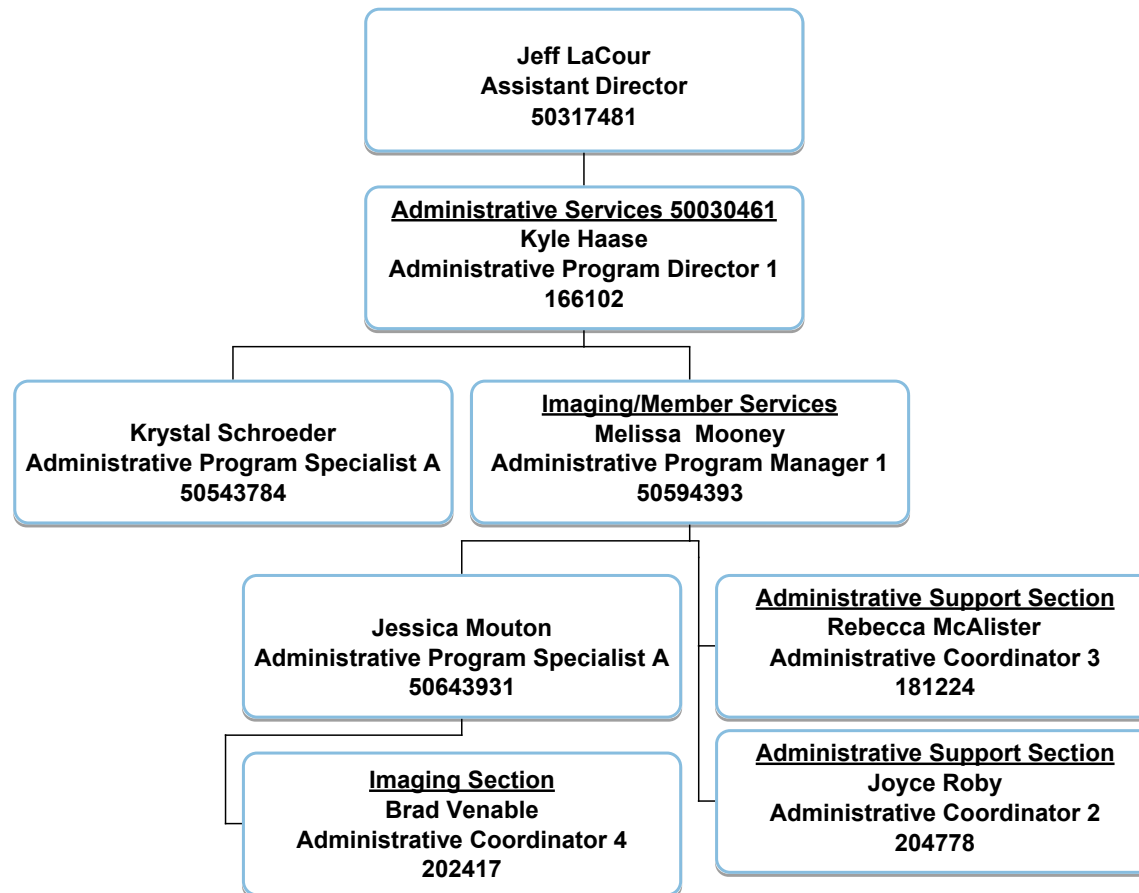 Jeff LaCour
Assistant Director
50317481
Administrative Services 50030461
Kyle Haase
Administrative Program Director 1
166102
Krystal Schroeder
Administrative Program Specialist A
50543784
Imaging/Member Services
Melissa  Mooney
Administrative Program Manager 1
50594393
Jessica Mouton
Administrative Program Specialist A
50643931
Administrative Support Section
Rebecca McAlister
Administrative Coordinator 3
181224
Imaging Section
Brad Venable
Administrative Coordinator 4
202417
Administrative Support Section
Joyce Roby
Administrative Coordinator 2
204778